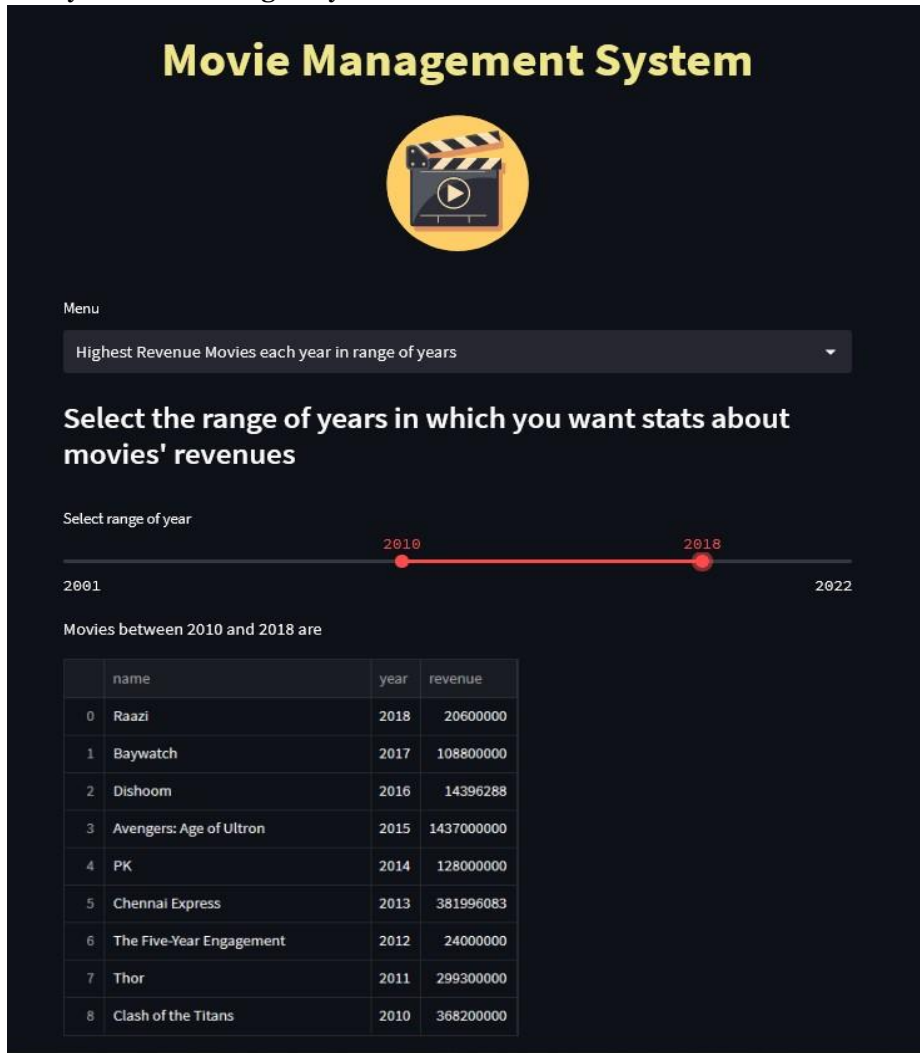 Movie Management System
Menu
Highest Revenue Movies each year in range of years
Select the range of years in which you want stats about
movies' revenues
Select range of year
2010 2018
2001 2022
Movies between 2010 and 2018 are
name year revenue
0 Raazi 2018 20600000
1 Baywatch 2017 108800000
2 Dishoom 2016 14396288
3 Avengers: Age of Ultron 2015 1437000000
4 PK 2014 128000000
5 Chennai Express 2013 381996083
6 The Five-Year Engagement 2012 24000000
7 Thor 2011 299300000
8 Clash of the Titans 2010 368200000